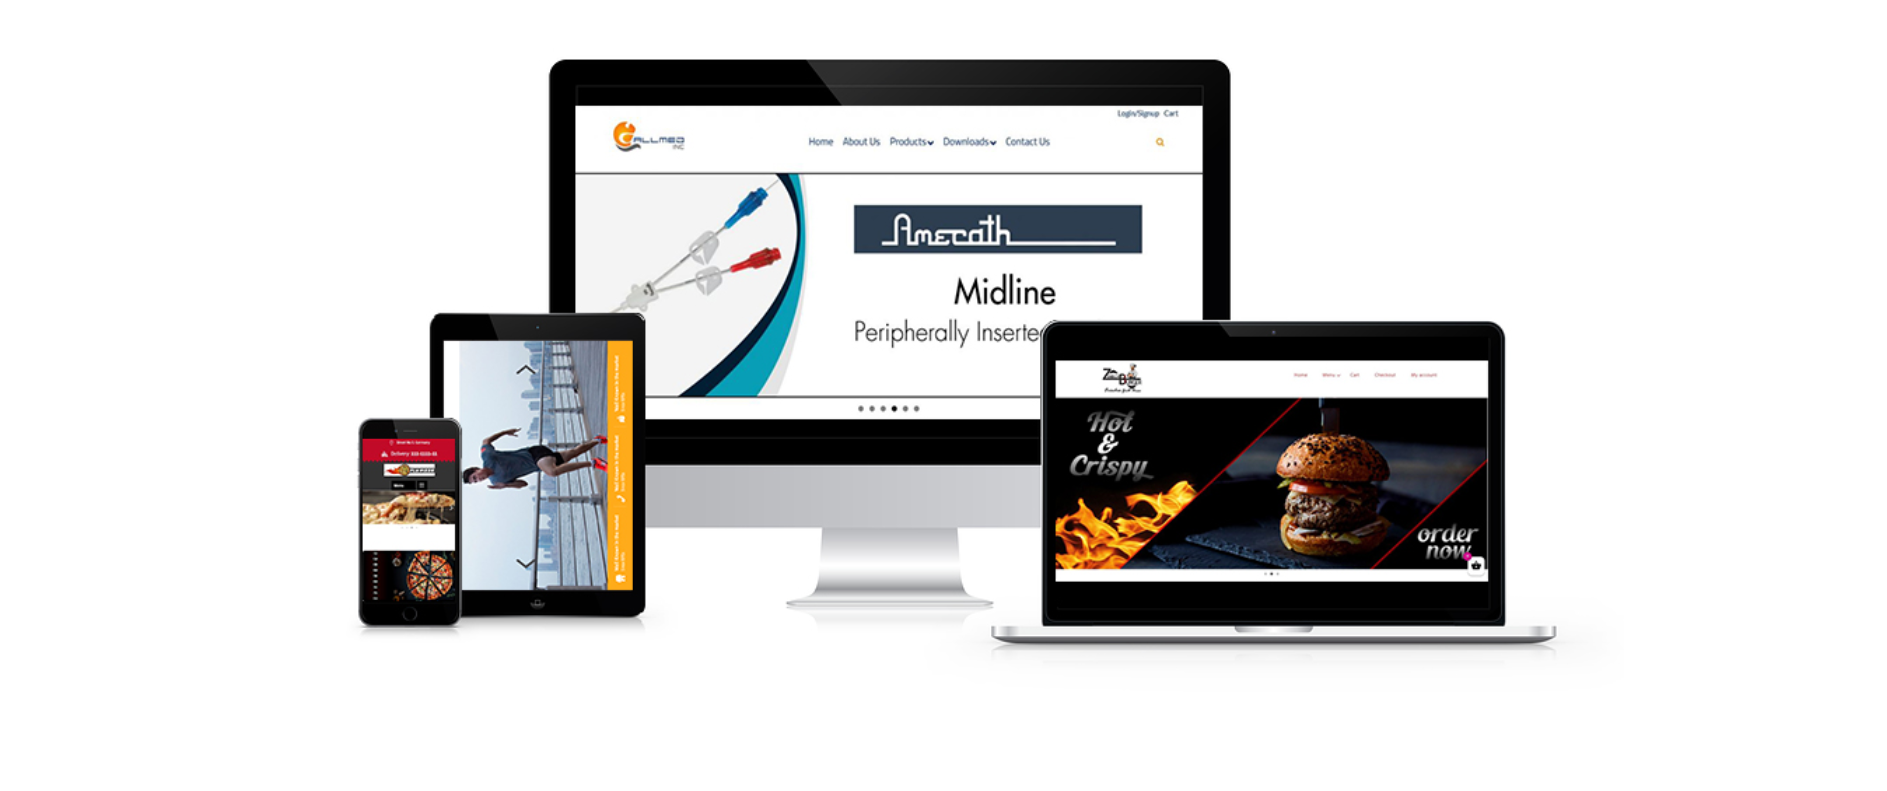 Login/Signup Cart
ALLMED
INC
Home About Us Products Downloads Contact Us
Amecath
Midline
Peripherally Inserte
Home Menu Cart Checkout My account
Hot
&
Crispy
order
now
Delivery
Menu